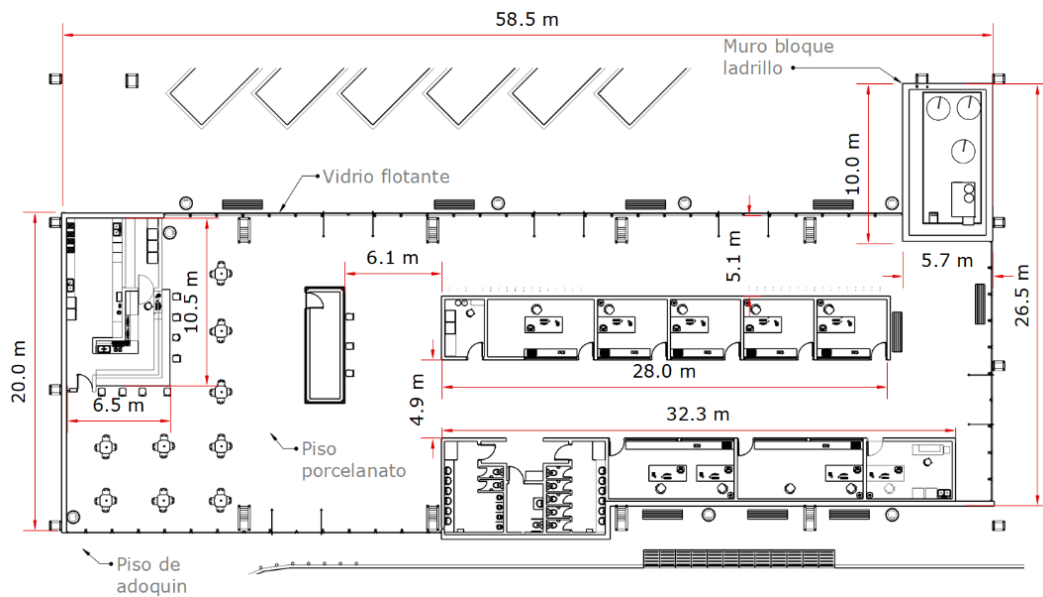 58.5 m
Muro bloque
ladrillo
Vidrio flotante
10.0 m
6.1 m
5.1 m
5.7 m
10.5 m
26.5 m
20.0 m
28.0 m
6.5 m
4.9 m
32.3 m
Piso
porcelanato
Piso de
adoquin